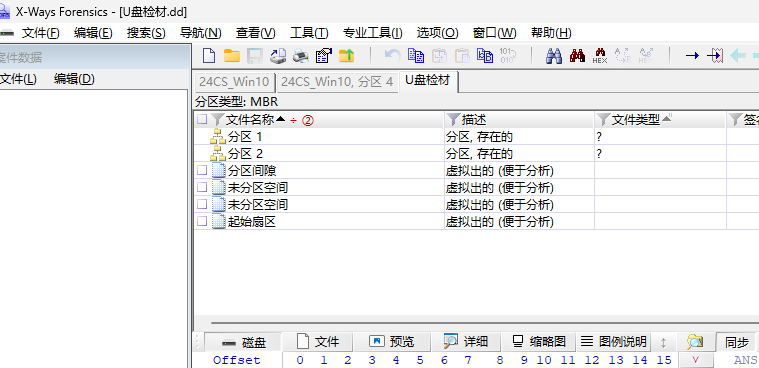 X-Ways Forensics - [U盘检材.dd]
文件(F) 编辑(E) 搜索(S) 导航(N) 查看(V) 工具(T) 专业工具(I) 选项(O) 窗口(W) 帮助(H)
案件数据
文件(L) 编辑(D)
24CS_Win10 24CS_Win10, 分区 4 U盘检材
分区类型: MBR
文件名称 ÷ ② 描述 文件类型 签名
分区 1 分区, 存在的 ?
分区 2 分区, 存在的 ?
分区间隙 虚拟出的 (便于分析)
未分区空间 虚拟出的 (便于分析)
未分区空间 虚拟出的 (便于分析)
起始扇区 虚拟出的 (便于分析)
磁盘 文件 预览 详细 缩略图 图例说明 同步
Offset 0 1 2 3 4 5 6 7 8 9 10 11 12 13 14 15 ANS